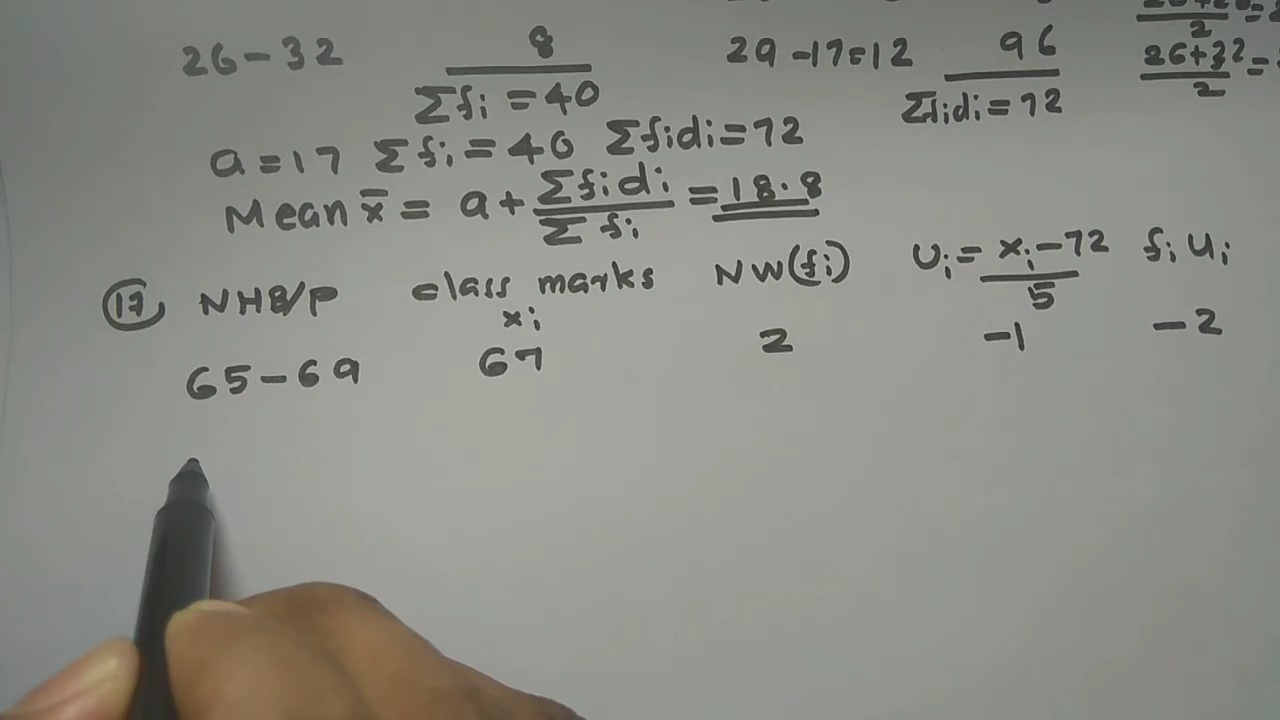 26-32 8 29-17=12 96 26+32/2=
Σfi=40 Σfidi=72
a=17 Σfi=40 Σfidi=72
Mean x̄ = a+Σfidi/Σfi = 18.8
17 NHB/P class marks xi NW(fi) Ui=xi-72/5 fiui
65-69 67 2 -1 -2